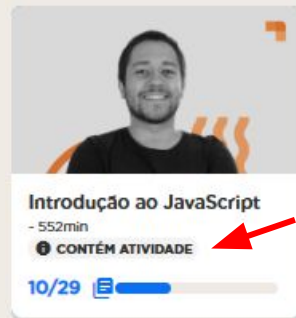 Introdução ao JavaScript
- 552min
CONTÉM ATIVIDADE
10/29